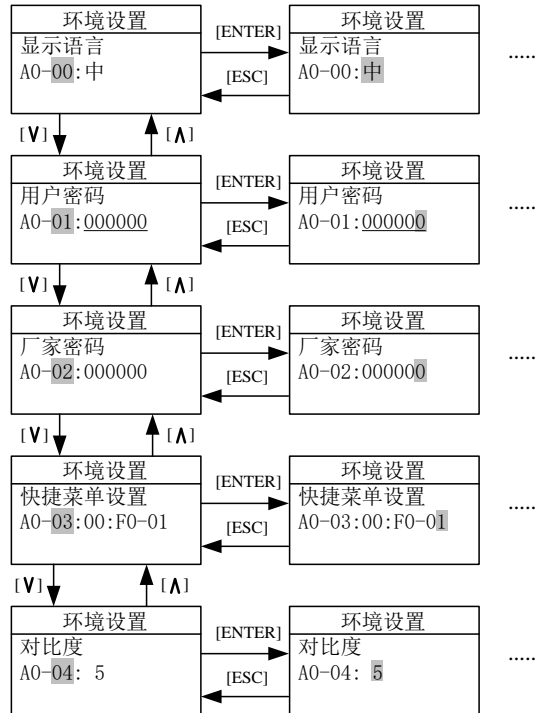 环境设置
显示语言
A0-00:中
[ENTER]
[ESC]
环境设置
显示语言
A0-00:中
.....
[∨]
[∧]
环境设置
用户密码
A0-01:000000
[ENTER]
[ESC]
环境设置
用户密码
A0-01:000000
.....
[∨]
[∧]
环境设置
厂家密码
A0-02:000000
[ENTER]
[ESC]
环境设置
厂家密码
A0-02:000000
.....
[∨]
[∧]
环境设置
快捷菜单设置
A0-03:00:F0-01
[ENTER]
[ESC]
环境设置
快捷菜单设置
A0-03:00:F0-01
.....
[∨]
[∧]
环境设置
对比度
A0-04: 5
[ENTER]
[ESC]
环境设置
对比度
A0-04: 5
.....